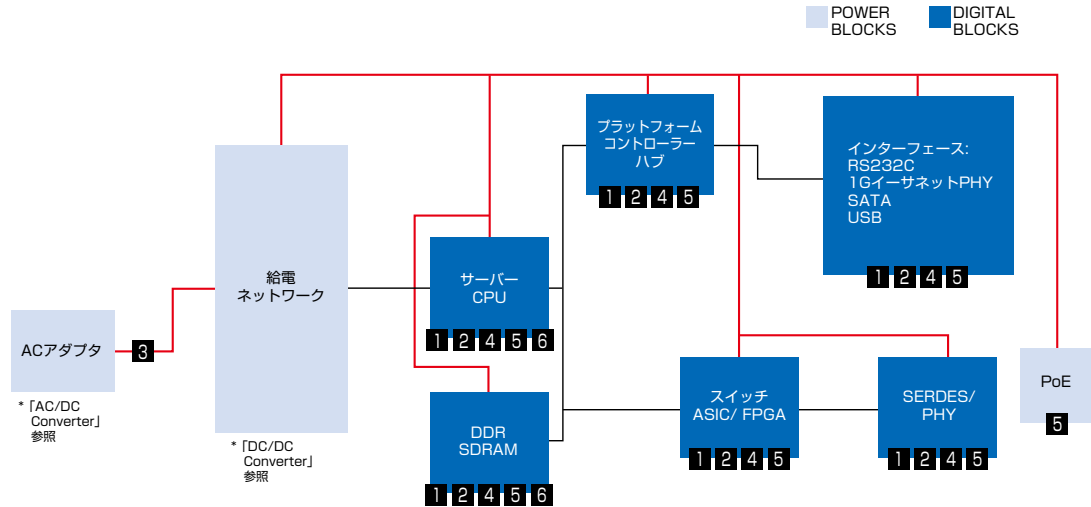 POWER
BLOCKS
DIGITAL
BLOCKS
プラットフォーム
コントローラー
ハブ
1 2 4 5
インターフェース:
RS232C
1GイーサネットPHY
SATA
USB
1 2 4 5
給電
ネットワーク
*「DC/DC
Converter」
参照
サーバー
CPU
1 2 4 5 6
ACアダプタ
3
*「AC/DC
Converter」
参照
DDR
SDRAM
1 2 4 5 6
スイッチ
ASIC/ FPGA
1 2 4 5
SERDES/
PHY
1 2 4 5
PoE
5